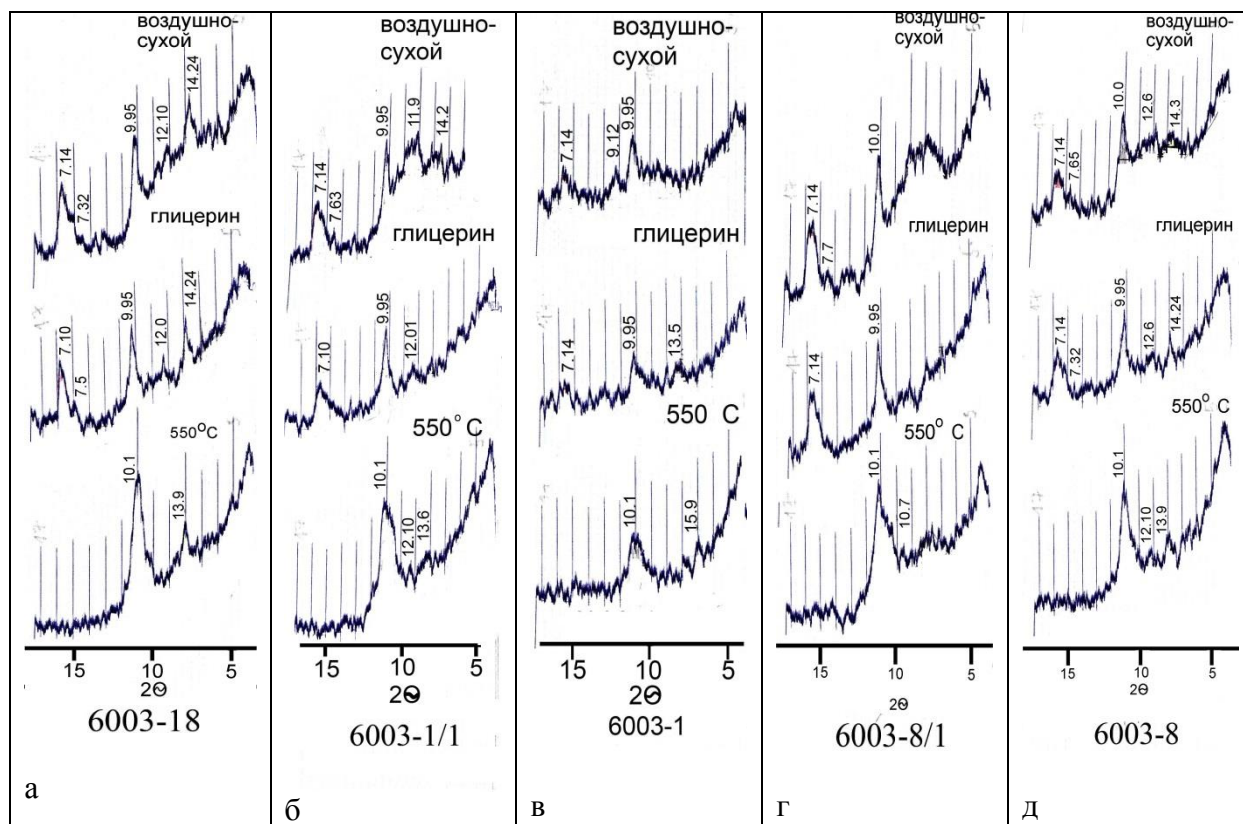 воздушно-
сухой
9.95
12.10
14.24
7.14
7.32
глицерин
9.95
12.0
14.24
7.10
7.5
550°C
10.1
13.9
15 10 5
2Θ
6003-18
а
воздушно-
сухой
9.95
11.9
14.2
7.14
7.63
глицерин
9.95
12.01
7.10
550°C
10.1
12.10
13.6
15 10 5
2Θ
6003-1/1
б
воздушно-
сухой
7.14
9.12
9.95
глицерин
7.14
9.95
13.5
550 C
10.1
15.9
15 10 5
2Θ
6003-1
в
воздушно-
сухой
10.0
7.14
7.7
глицерин
9.95
7.14
550° C
10.1
10.7
15 10 5
2Θ
6003-8/1
г
воздушно-
сухой
10.0
12.6
14.3
7.14
7.65
глицерин
9.95
12.6
14.24
7.14
7.32
550° C
10.1
12.10
13.9
15 10 5
2Θ
6003-8
д